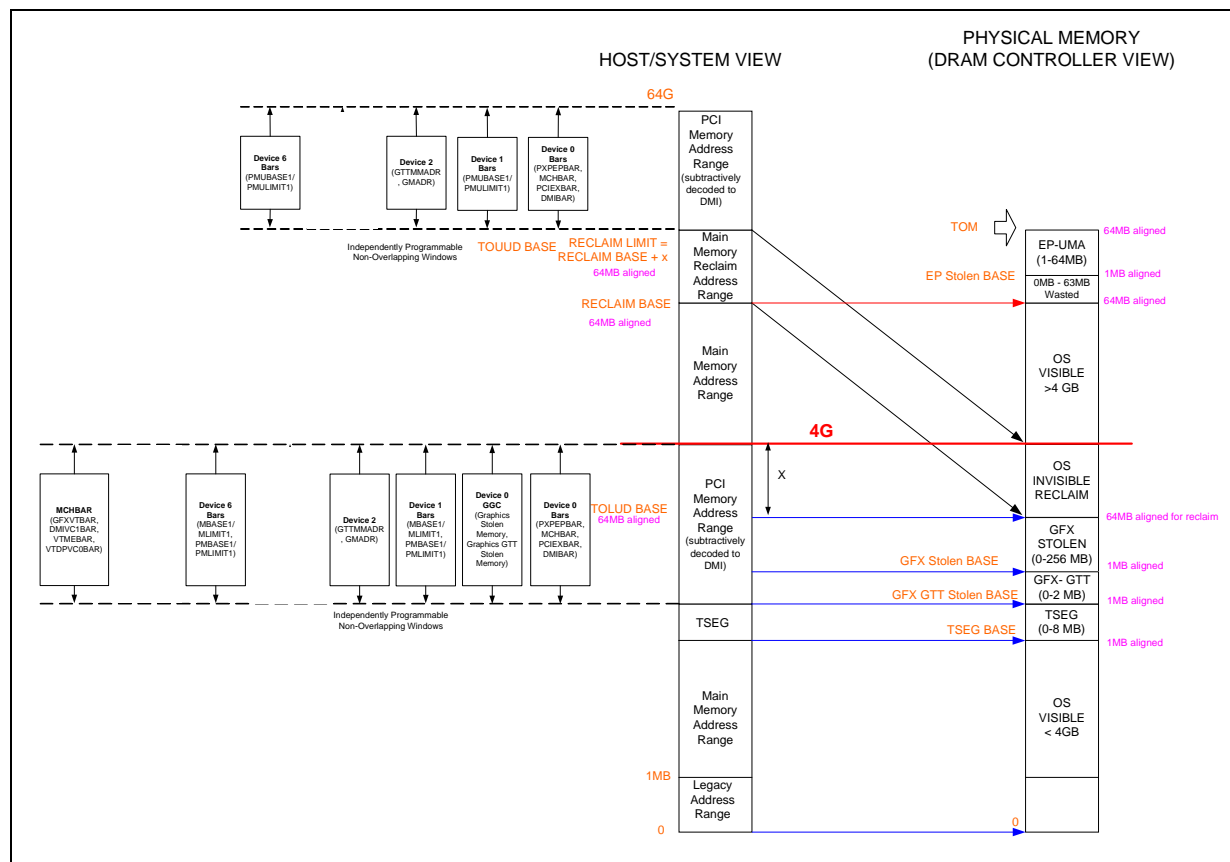 PHYSICAL MEMORY
HOST/SYSTEM VIEW
(DRAM CONTROLLER VIEW)
64G
PCI
Memory
Address
Range
(subtractively
decoded to
DMI)
Device 6
Bars
(PMUBASE1/
PMULIMIT1)
Device 2
(GTTMMADR
, GMADR)
Device 1
Bars
(PMUBASE1/
PMULIMIT1)
Device 0
Bars
(PXPEPBAR,
MCHBAR,
PCIEXBAR,
DMIBAR)
Independently Programmable
Non-Overlapping Windows
TOUUD BASE
RECLAIM LIMIT =
RECLAIM BASE + x
64MB aligned
Main
Memory
Reclaim
Address
Range
RECLAIM BASE
64MB aligned
TOM
64MB aligned
EP-UMA
(1-64MB)
EP Stolen BASE
1MB aligned
0MB - 63MB
Wasted
64MB aligned
Main
Memory
Address
Range
OS
VISIBLE
>4 GB
4G
X
OS
INVISIBLE
RECLAIM
MCHBAR
(GFXVTBAR,
DMIVC1BAR,
VTMEBAR,
VTDPVC0BAR)
Device 6
Bars
(MBASE1/
MLIMIT1,
PMBASE1/
PMLIMIT1)
Device 2
(GTTMMADR
, GMADR)
Device 1
Bars
(MBASE1/
MLIMIT1,
PMBASE1/
PMLIMIT1)
Device 0
GGC
(Graphics
Stolen
Memory,
Graphics GTT
Stolen
Memory)
Device 0
Bars
(PXPEPBAR,
MCHBAR,
PCIEXBAR,
DMIBAR)
TOLUD BASE
64MB aligned
PCI
Memory
Address
Range
(subtractively
decoded to
DMI)
64MB aligned for reclaim
GFX
STOLEN
(0-256 MB)
GFX Stolen BASE
1MB aligned
GFX- GTT
(0-2 MB)
GFX GTT Stolen BASE
1MB aligned
Independently Programmable
Non-Overlapping Windows
TSEG
TSEG
(0-8 MB)
TSEG BASE
1MB aligned
Main
Memory
Address
Range
OS
VISIBLE
< 4GB
1MB
Legacy
Address
Range
0
0